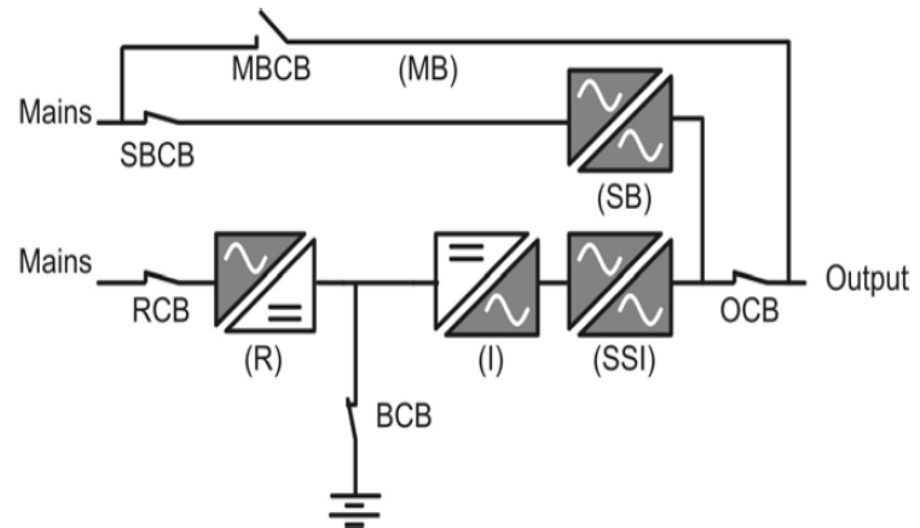 MBCB
(MB)
Mains
SBCB
(SB)
Mains
RCB
(R)
(I)
(SSI)
OCB
Output
BCB